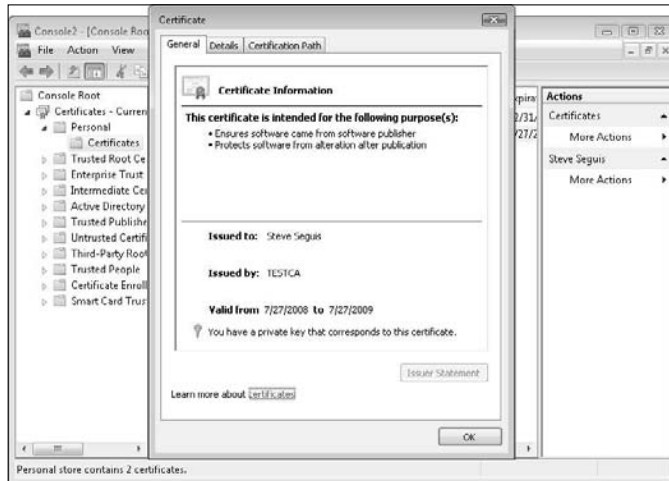 Console2 - [Console Roo
File Action View
Console Root
Certificates - Curren
Personal
Certificates
Trusted Root Ce
Enterprise Trust
Intermediate Cer
Active Directory
Trusted Publishe
Untrusted Certifi
Third-Party Root
Trusted People
Certificate Enroll
Smart Card Trus
Certificate
General Details Certification Path
Certificate Information
This certificate is intended for the following purpose(s):
• Ensures software came from software publisher
• Protects software from alteration after publication
Issued to: Steve Seguis
Issued by: TESTCA
Valid from 7/27/2008 to 7/27/2009
You have a private key that corresponds to this certificate.
Issuer Statement
Learn more about certificates
OK
xpira
2/31/
/27/2
Actions
Certificates
More Actions
Steve Seguis
More Actions
Personal store contains 2 certificates.